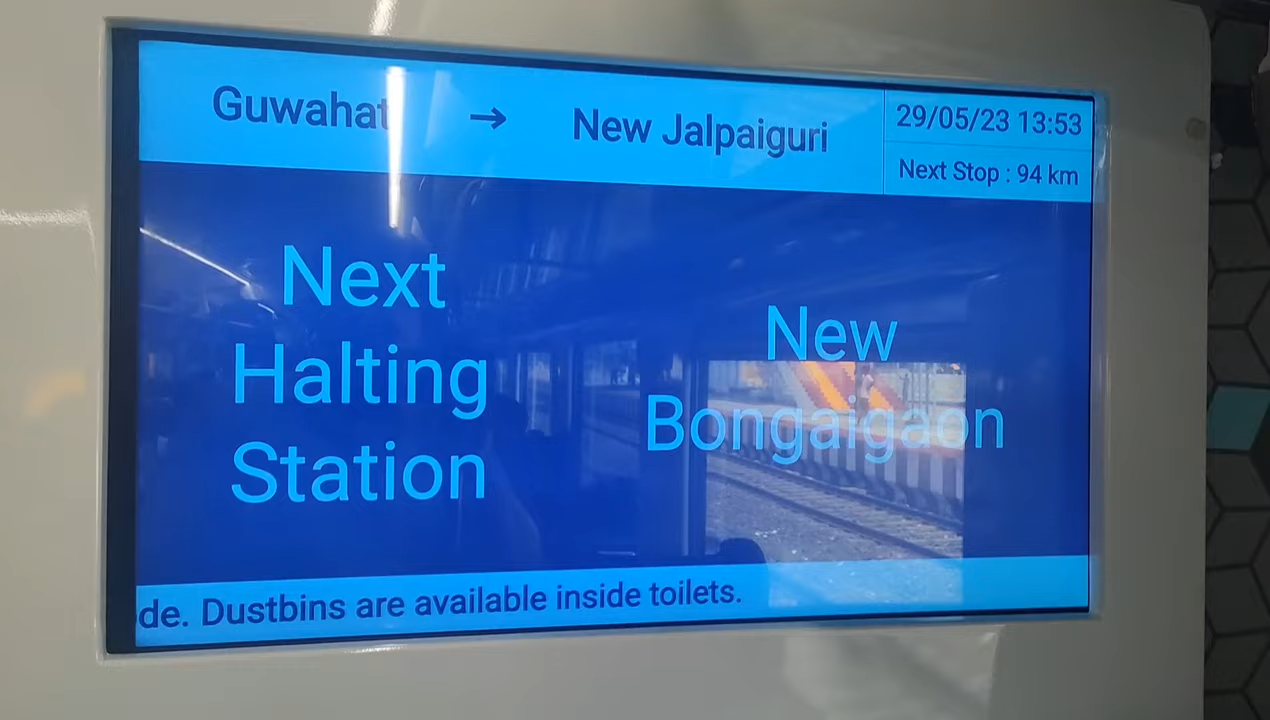 Guwahat → New Jalpaiguri
29/05/23 13:53
Next Stop : 94 km
Next
Halting
Station
New
Bongaigaon
de. Dustbins are available inside toilets.